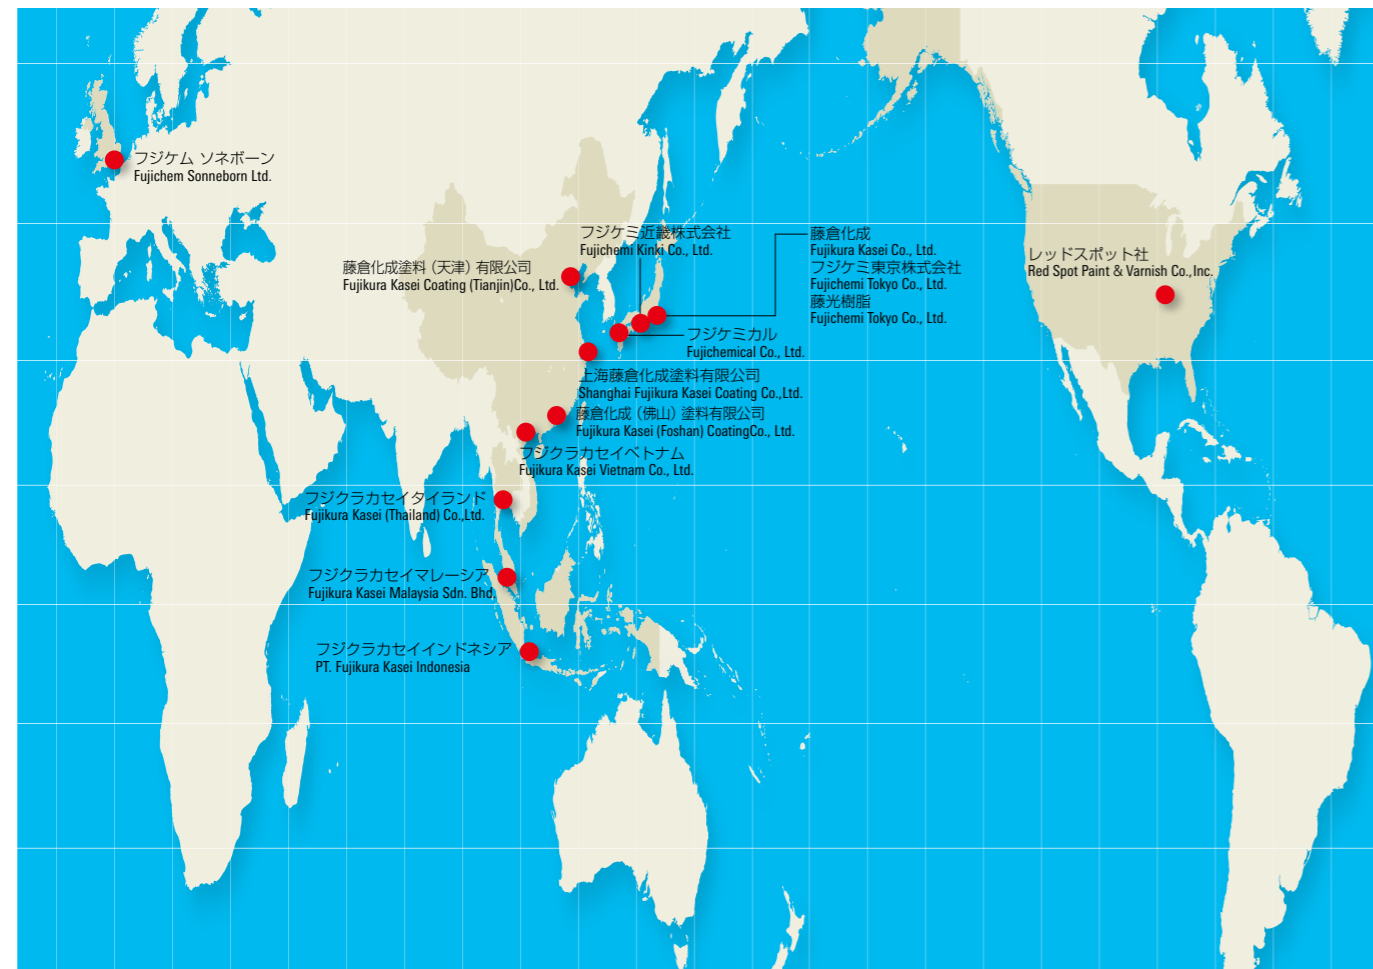 フジケム ソネボーン
Fujichem Sonneborn Ltd.
フジケミ近畿株式会社
Fujichemi Kinki Co., Ltd.
藤倉化成
Fujikura Kasei Co., Ltd.
フジケミ東京株式会社
Fujichemi Tokyo Co., Ltd.
藤光樹脂
Fujichemi Tokyo Co., Ltd.
レッドスポット社
Red Spot Paint & Varnish Co.,Inc.
藤倉化成塗料（天津）有限公司
Fujikura Kasei Coating (Tianjin)Co., Ltd.
フジケミカル
Fujichemical Co., Ltd.
上海藤倉化成塗料有限公司
Shanghai Fujikura Kasei Coating Co.,Ltd.
藤倉化成（佛山）塗料有限公司
Fujikura Kasei (Foshan) CoatingCo., Ltd.
フジクラカセイベトナム
Fujikura Kasei Vietnam Co., Ltd.
フジクラカセイタイランド
Fujikura Kasei (Thailand) Co.,Ltd.
フジクラカセイマレーシア
Fujikura Kasei Malaysia Sdn. Bhd.
フジクラカセイインドネシア
PT. Fujikura Kasei Indonesia